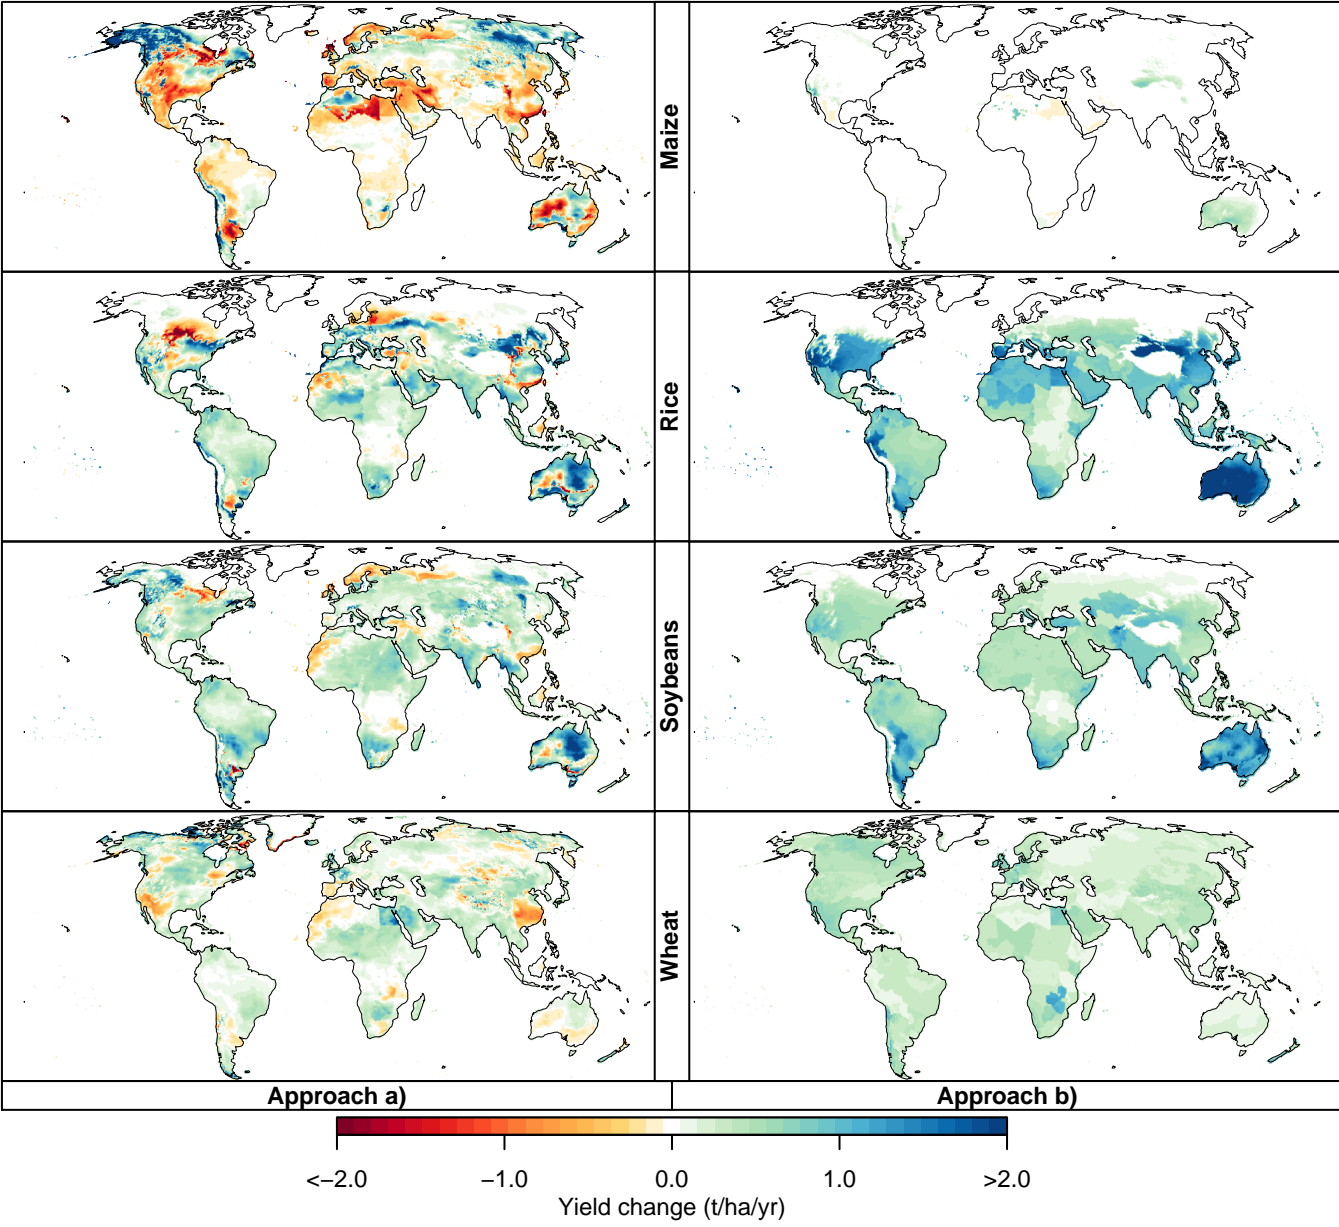 Maize
Rice
Soybeans
Wheat
Approach a)
Approach b)
<−2.0
−1.0
0.0
1.0
>2.0
Yield change (t/ha/yr)